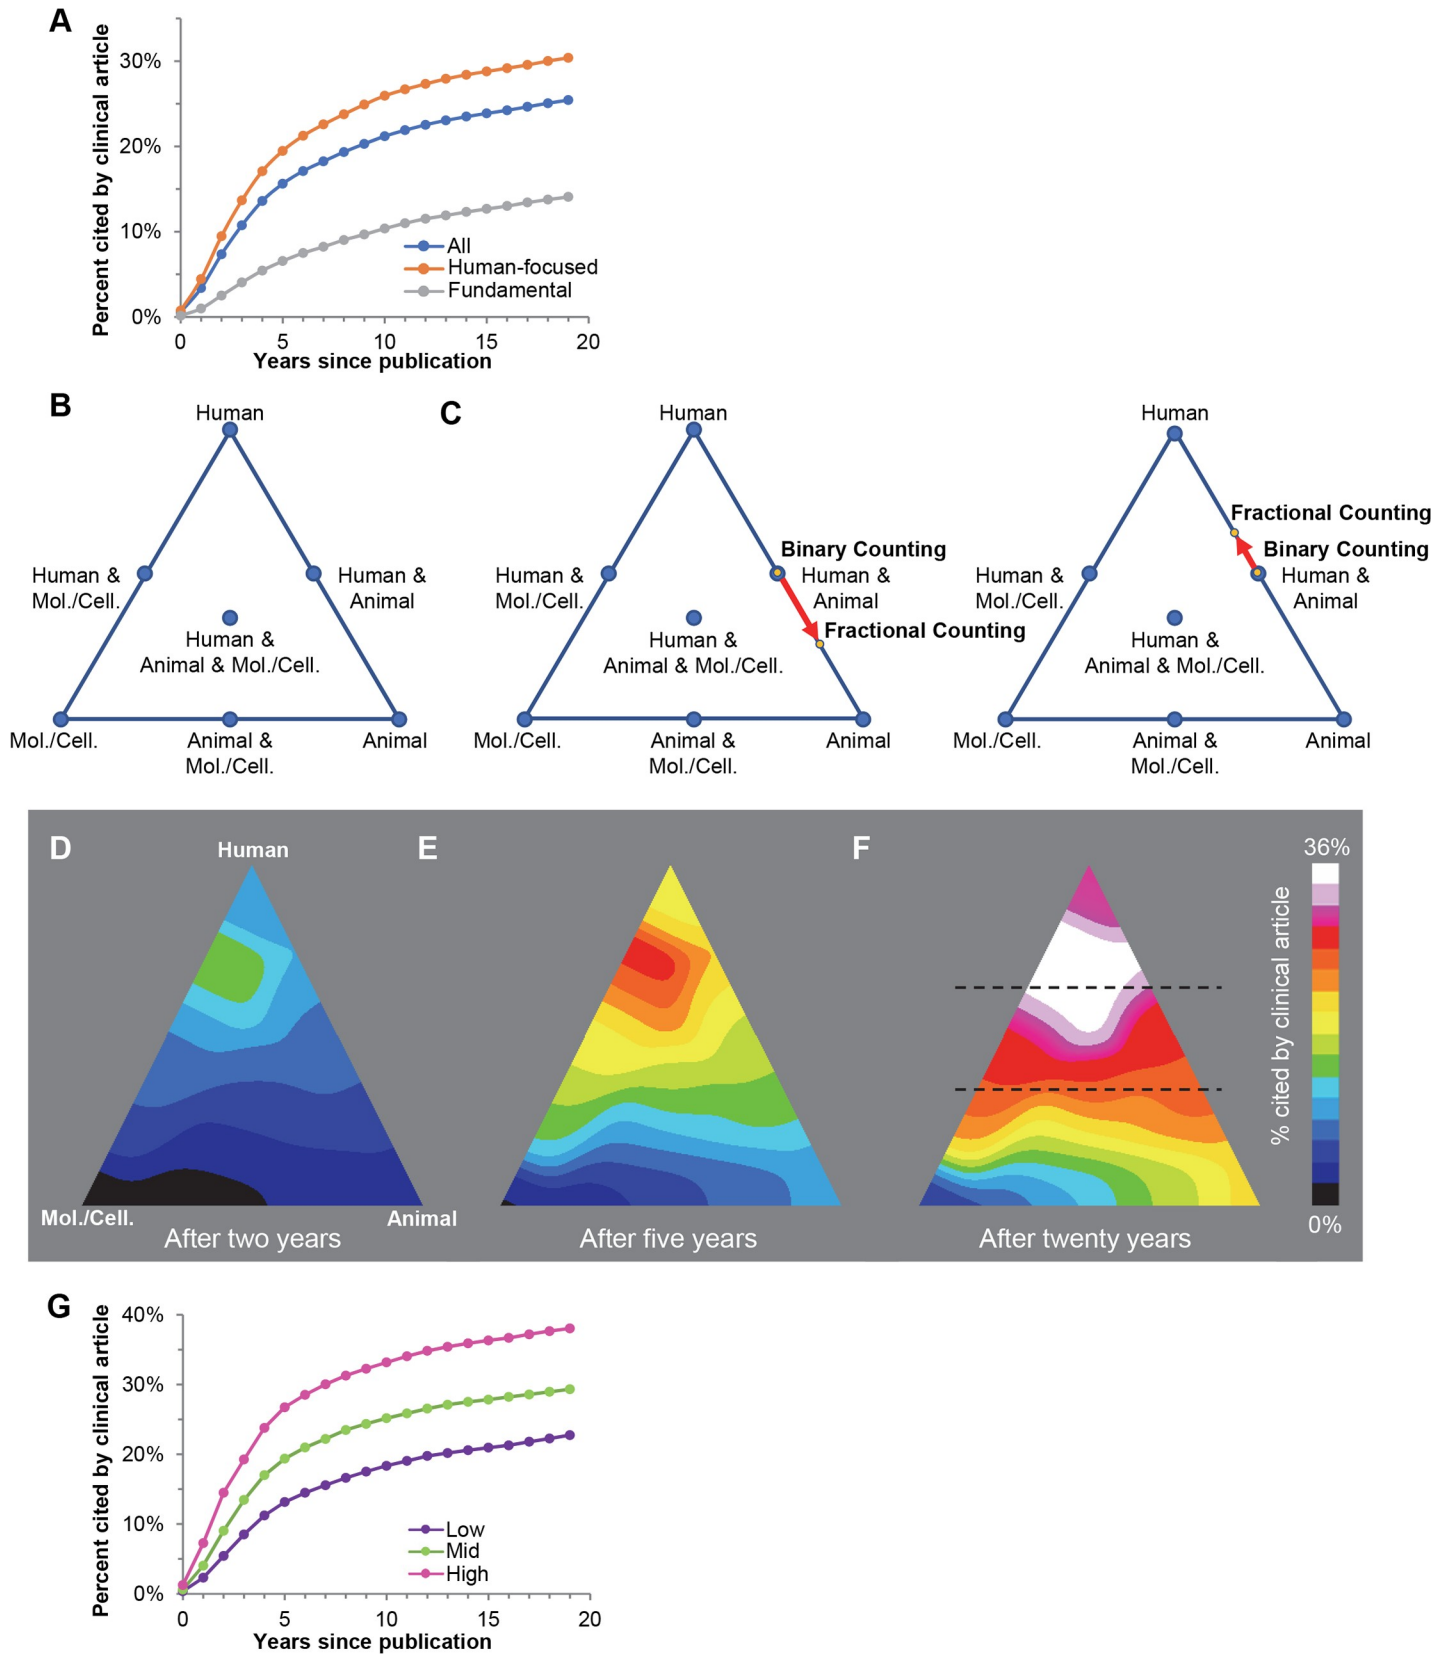 A
Percent cited by clinical article
30%
20%
10%
0%
All
Human-focused
Fundamental
0 5 10 15 20
Years since publication
B
Human
Human &
Mol./Cell.
Human &
Animal
Human &
Animal & Mol./Cell.
Mol./Cell.
Animal &
Mol./Cell.
Animal
C
Human
Binary Counting
Human &
Mol./Cell.
Human &
Animal
Fractional Counting
Human &
Animal & Mol./Cell.
Mol./Cell.
Animal &
Mol./Cell.
Animal
Human
Fractional Counting
Binary Counting
Human &
Mol./Cell.
Human &
Animal
Human &
Animal & Mol./Cell.
Mol./Cell.
Animal &
Mol./Cell.
Animal
D
Human
Mol./Cell.
Animal
After two years
E
After five years
F
After twenty years
36%
% cited by clinical article
0%
G
Percent cited by clinical article
40%
30%
20%
10%
0%
Low
Mid
High
0 5 10 15 20
Years since publication